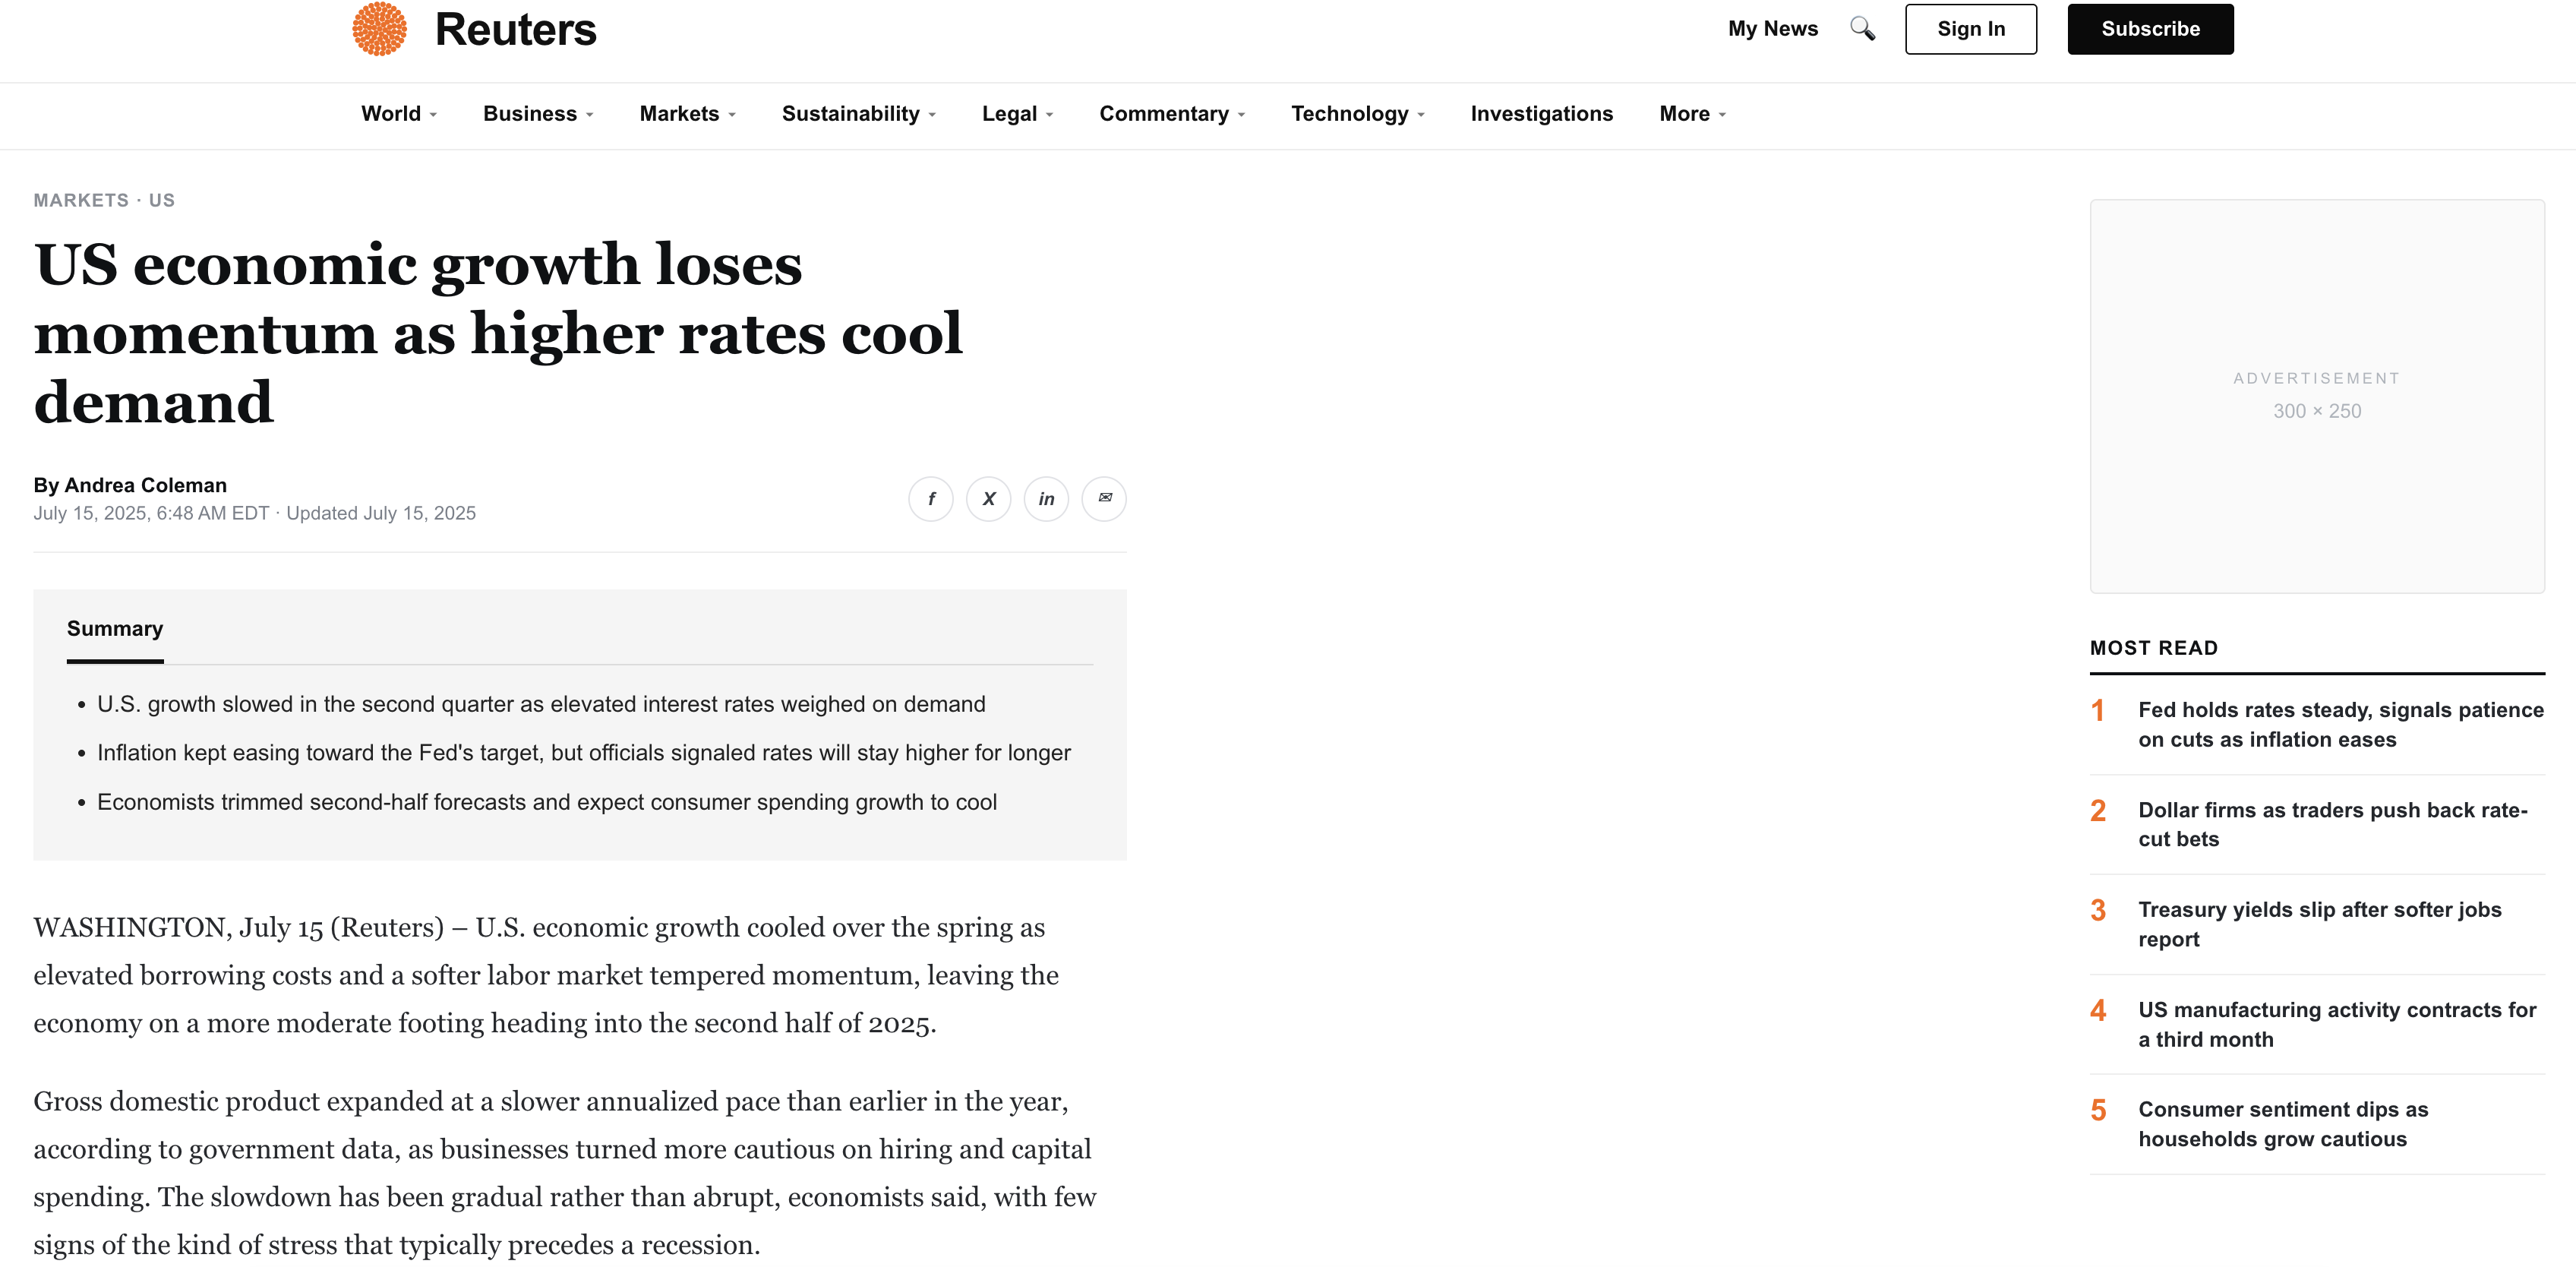 Reuters
My News
Sign In
Subscribe
World
Business
Markets
Sustainability
Legal
Commentary
Technology
Investigations
More
MARKETS · US
US economic growth loses
momentum as higher rates cool
demand
By Andrea Coleman
July 15, 2025, 6:48 AM EDT · Updated July 15, 2025
f
X
in
Summary
• U.S. growth slowed in the second quarter as elevated interest rates weighed on demand
• Inflation kept easing toward the Fed's target, but officials signaled rates will stay higher for longer
• Economists trimmed second-half forecasts and expect consumer spending growth to cool
WASHINGTON, July 15 (Reuters) – U.S. economic growth cooled over the spring as
elevated borrowing costs and a softer labor market tempered momentum, leaving the
economy on a more moderate footing heading into the second half of 2025.
Gross domestic product expanded at a slower annualized pace than earlier in the year,
according to government data, as businesses turned more cautious on hiring and capital
spending. The slowdown has been gradual rather than abrupt, economists said, with few
signs of the kind of stress that typically precedes a recession.
ADVERTISEMENT
300 × 250
MOST READ
1
Fed holds rates steady, signals patience
on cuts as inflation eases
2
Dollar firms as traders push back rate-
cut bets
3
Treasury yields slip after softer jobs
report
4
US manufacturing activity contracts for
a third month
5
Consumer sentiment dips as
households grow cautious